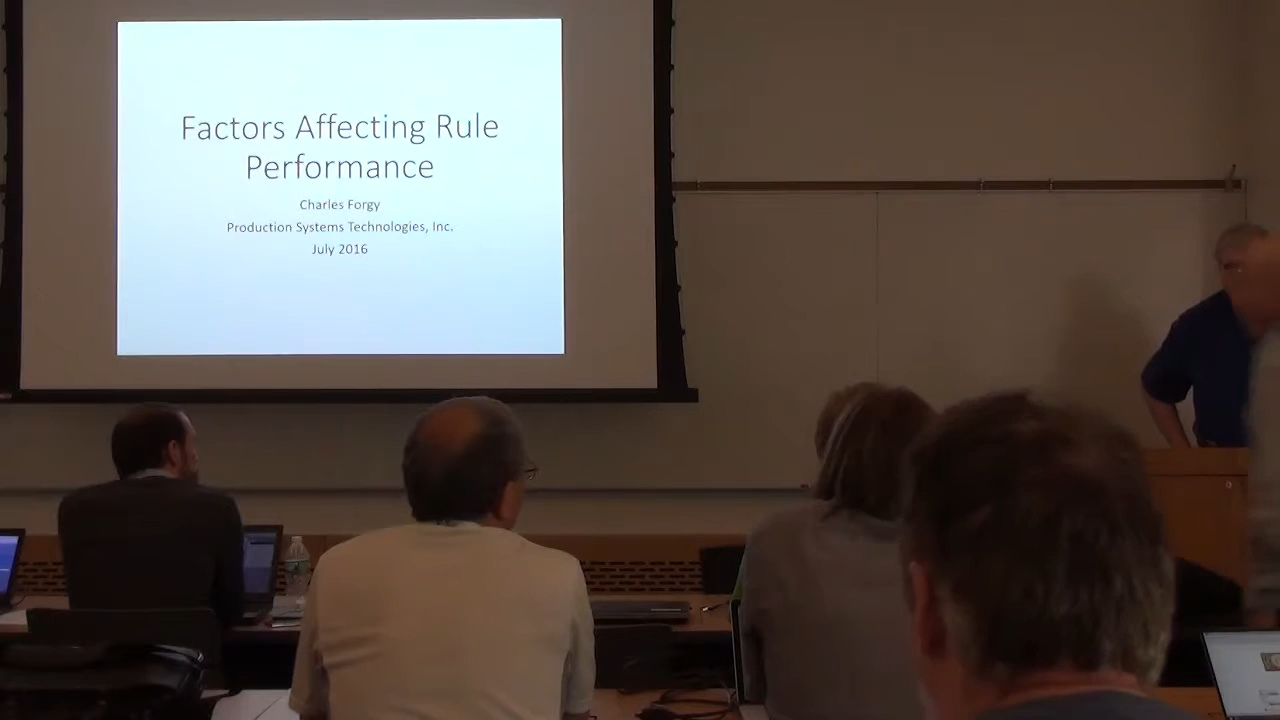 Factors Affecting Rule
Performance
Charles Forgy
Production Systems Technologies, Inc.
July 2016